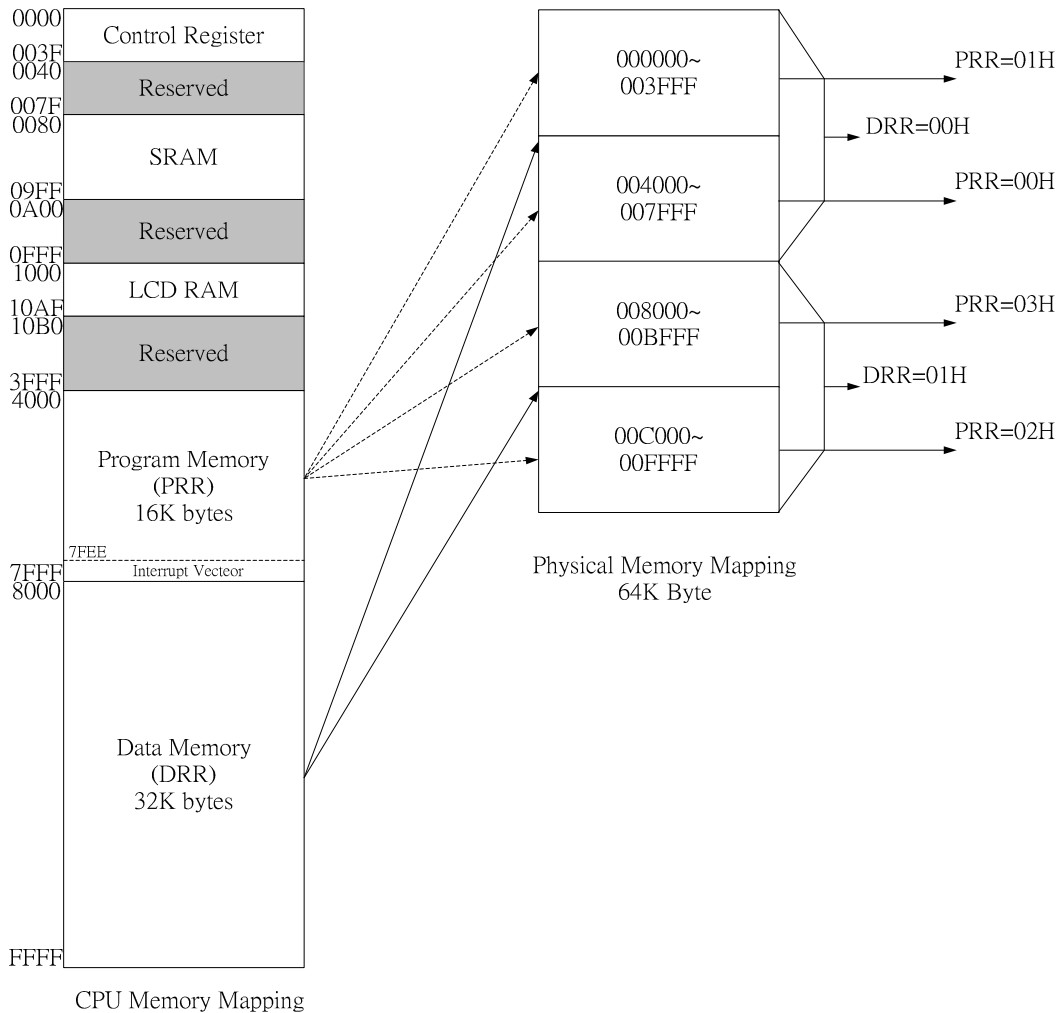 0000
Control Register
003F
0040
Reserved
007F
0080
SRAM
09FF
0A00
Reserved
0FFF
1000
LCD RAM
10AF
10B0
Reserved
3FFF
4000
Program Memory
(PRR)
16K bytes
7FEE
7FFF
Interrupt Vecteor
8000
Data Memory
(DRR)
32K bytes
FFFF
CPU Memory Mapping
000000~
003FFF
004000~
007FFF
008000~
00BFFF
00C000~
00FFFF
Physical Memory Mapping
64K Byte
PRR=01H
DRR=00H
PRR=00H
PRR=03H
DRR=01H
PRR=02H